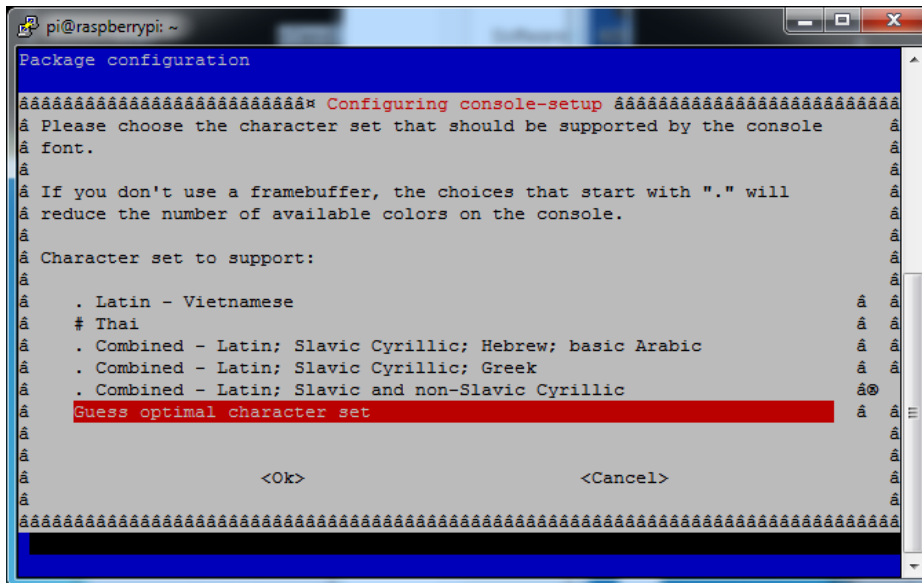 pi@raspberrypi: ~
Package configuration
âââââââââââââââââââââââââââ¤ Configuring console-setup ââââââââââââââââââââââââââ
â Please choose the character set that should be supported by the console â
â font. â
â â
â If you don't use a framebuffer, the choices that start with "." will â
â reduce the number of available colors on the console. â
â â
â Character set to support: â
â â
â . Latin - Vietnamese â â
â # Thai â â
â . Combined - Latin; Slavic Cyrillic; Hebrew; basic Arabic â â
â . Combined - Latin; Slavic Cyrillic; Greek â â
â . Combined - Latin; Slavic and non-Slavic Cyrillic â®
â Guess optimal character set â â
â â
â â
â <Ok> <Cancel> â
â â
ââââââââââââââââââââââââââââââââââââââââââââââââââââââââââââââââââââââââââââââââ